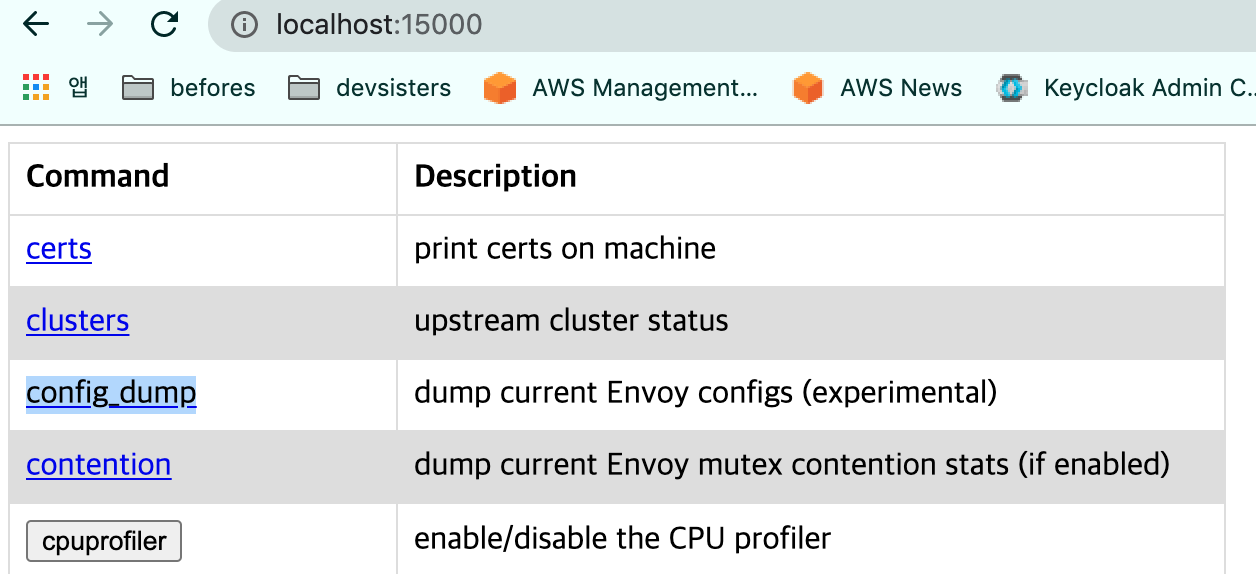 localhost:15000
앱 befores devsisters AWS Management... AWS News Keycloak Admin C...
Command Description
certs print certs on machine
clusters upstream cluster status
config_dump dump current Envoy configs (experimental)
contention dump current Envoy mutex contention stats (if enabled)
cpuprofiler enable/disable the CPU profiler